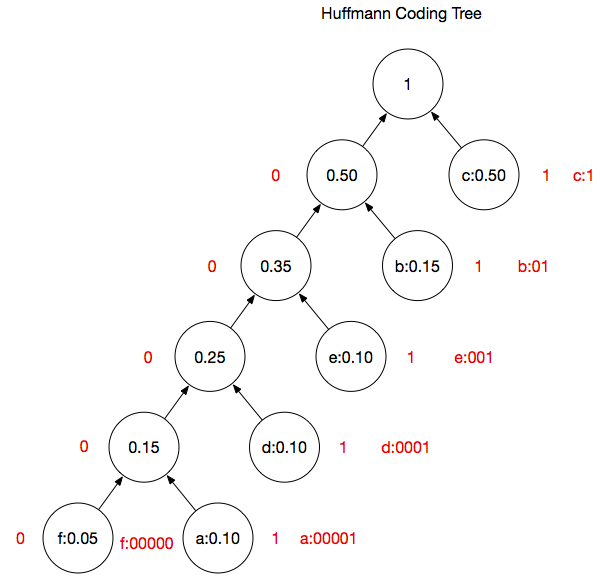 Huffmann Coding Tree
1
0 0.50 c:0.50 1 c:1
0 0.35 b:0.15 1 b:01
0 0.25 e:0.10 1 e:001
0 0.15 d:0.10 1 d:0001
0 f:0.05 f:00000 a:0.10 1 a:00001